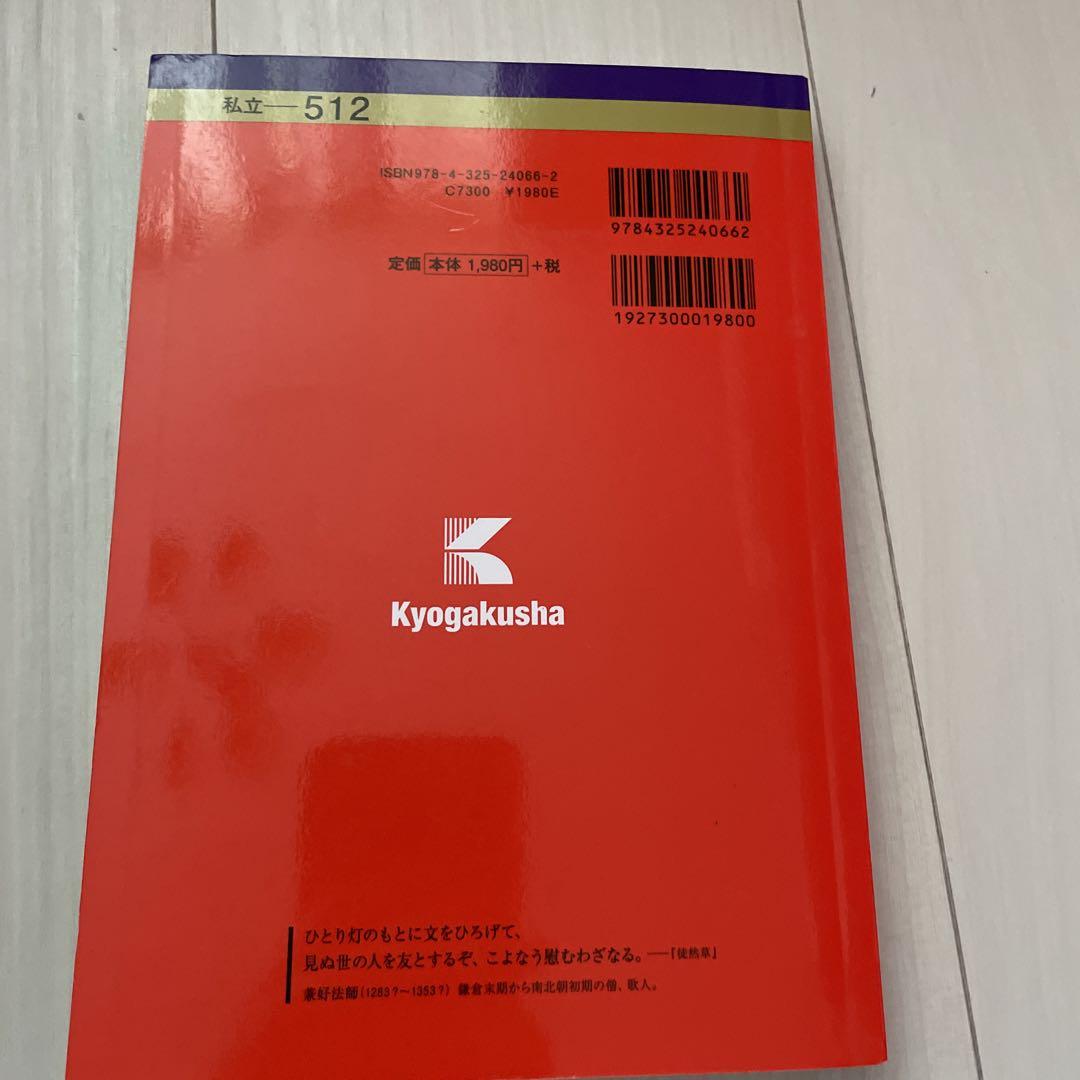 私立—512
ISBN978-4-325-24066-2
C7300 ¥1980E
9784325240662
定価 本体 1,980円 +税
1927300019800
Kyogakusha
ひとり灯のもとに文をひろげて、
見ぬ世の人を友とするぞ、こよなう慰むわざなる。—『徒然草』
兼好法師(1283?〜1353?) 鎌倉末期から南北朝初期の僧、歌人。